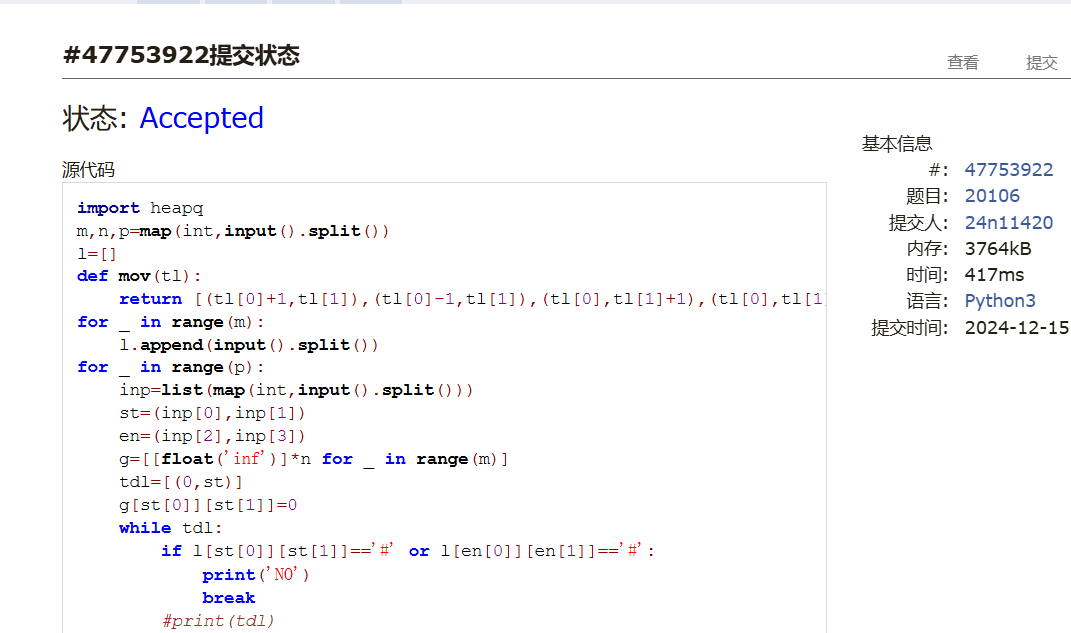 #47753922提交状态
查看 提交
状态: Accepted
源代码
import heapq
m,n,p=map(int,input().split())
l=[]
def mov(tl):
    return [(tl[0]+1,tl[1]),(tl[0]-1,tl[1]),(tl[0],tl[1]+1),(tl[0],tl[1]
for _ in range(m):
    l.append(input().split())
for _ in range(p):
    inp=list(map(int,input().split()))
    st=(inp[0],inp[1])
    en=(inp[2],inp[3])
    g=[[float('inf')]*n for _ in range(m)]
    tdl=[(0,st)]
    g[st[0]][st[1]]=0
    while tdl:
        if l[st[0]][st[1]]=='#' or l[en[0]][en[1]]=='#':
            print('NO')
            break
        #print(tdl)
基本信息
#: 47753922
题目: 20106
提交人: 24n11420
内存: 3764kB
时间: 417ms
语言: Python3
提交时间: 2024-12-15